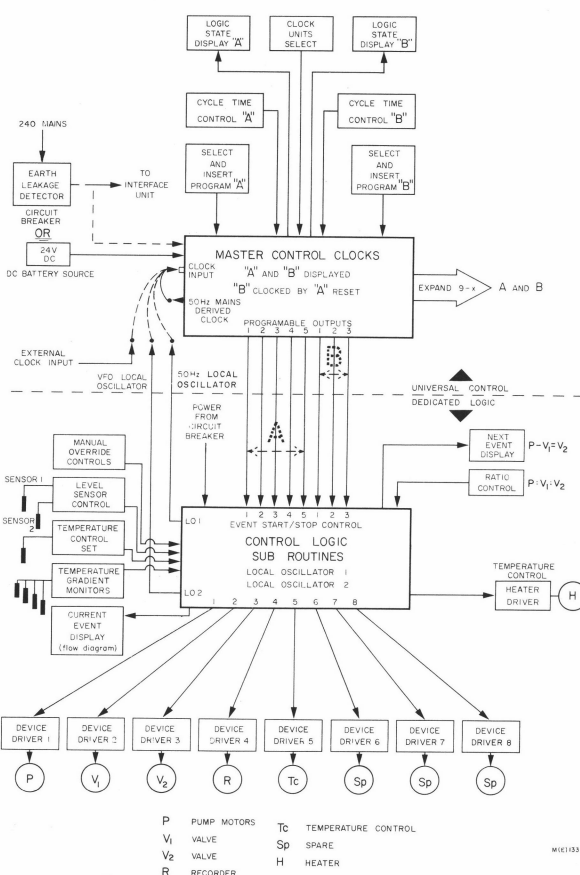 LOGIC
STATE
DISPLAY "A"
CLOCK
UNITS
SELECT
LOGIC
STATE
DISPLAY "B"
CYCLE TIME
CONTROL "A"
CYCLE TIME
CONTROL "B"
240 MAINS
SELECT
AND
INSERT
PROGRAM "A"
SELECT
AND
INSERT
PROGRAM "B"
EARTH
LEAKAGE
DETECTOR
TO
INTERFACE
UNIT
CIRCUIT
BREAKER
OR
24V
DC
DC BATTERY SOURCE
MASTER CONTROL CLOCKS
CLOCK
INPUT
"A" AND "B" DISPLAYED
"B" CLOCKED BY "A" RESET
50Hz MAINS
DERIVED
CLOCK
PROGRAMABLE OUTPUTS
1 2 3 4 5 1 2 3
EXPAND 9-x
A AND B
B
EXTERNAL
CLOCK INPUT
VFO LOCAL
OSCILLATOR
50Hz LOCAL
OSCILLATOR
UNIVERSAL CONTROL
DEDICATED LOGIC
POWER
FROM
CIRCUIT
BREAKER
A
NEXT
EVENT
DISPLAY
P-V1=V2
RATIO
CONTROL
P:V1:V2
MANUAL
OVERRIDE
CONTROLS
SENSOR 1
LEVEL
SENSOR
CONTROL
SENSOR
2
TEMPERATURE
CONTROL
SET
TEMPERATURE
GRADIENT
MONITORS
CURRENT
EVENT
DISPLAY
(flow diagram)
LO1
1 2 3 4 5 1 2 3
EVENT START/STOP CONTROL
CONTROL LOGIC
SUB ROUTINES
LOCAL OSCILLATOR 1
LOCAL OSCILLATOR 2
LO2
1 2 3 4 5 6 7 8
TEMPERATURE
CONTROL
HEATER
DRIVER
H
DEVICE
DRIVER 1
DEVICE
DRIVER 2
DEVICE
DRIVER 3
DEVICE
DRIVER 4
DEVICE
DRIVER 5
DEVICE
DRIVER 6
DEVICE
DRIVER 7
DEVICE
DRIVER 8
P
V1
V2
R
Tc
Sp
Sp
Sp
P PUMP MOTORS
V1 VALVE
V2 VALVE
R RECORDER
Tc TEMPERATURE CONTROL
Sp SPARE
H HEATER
M(E)1133